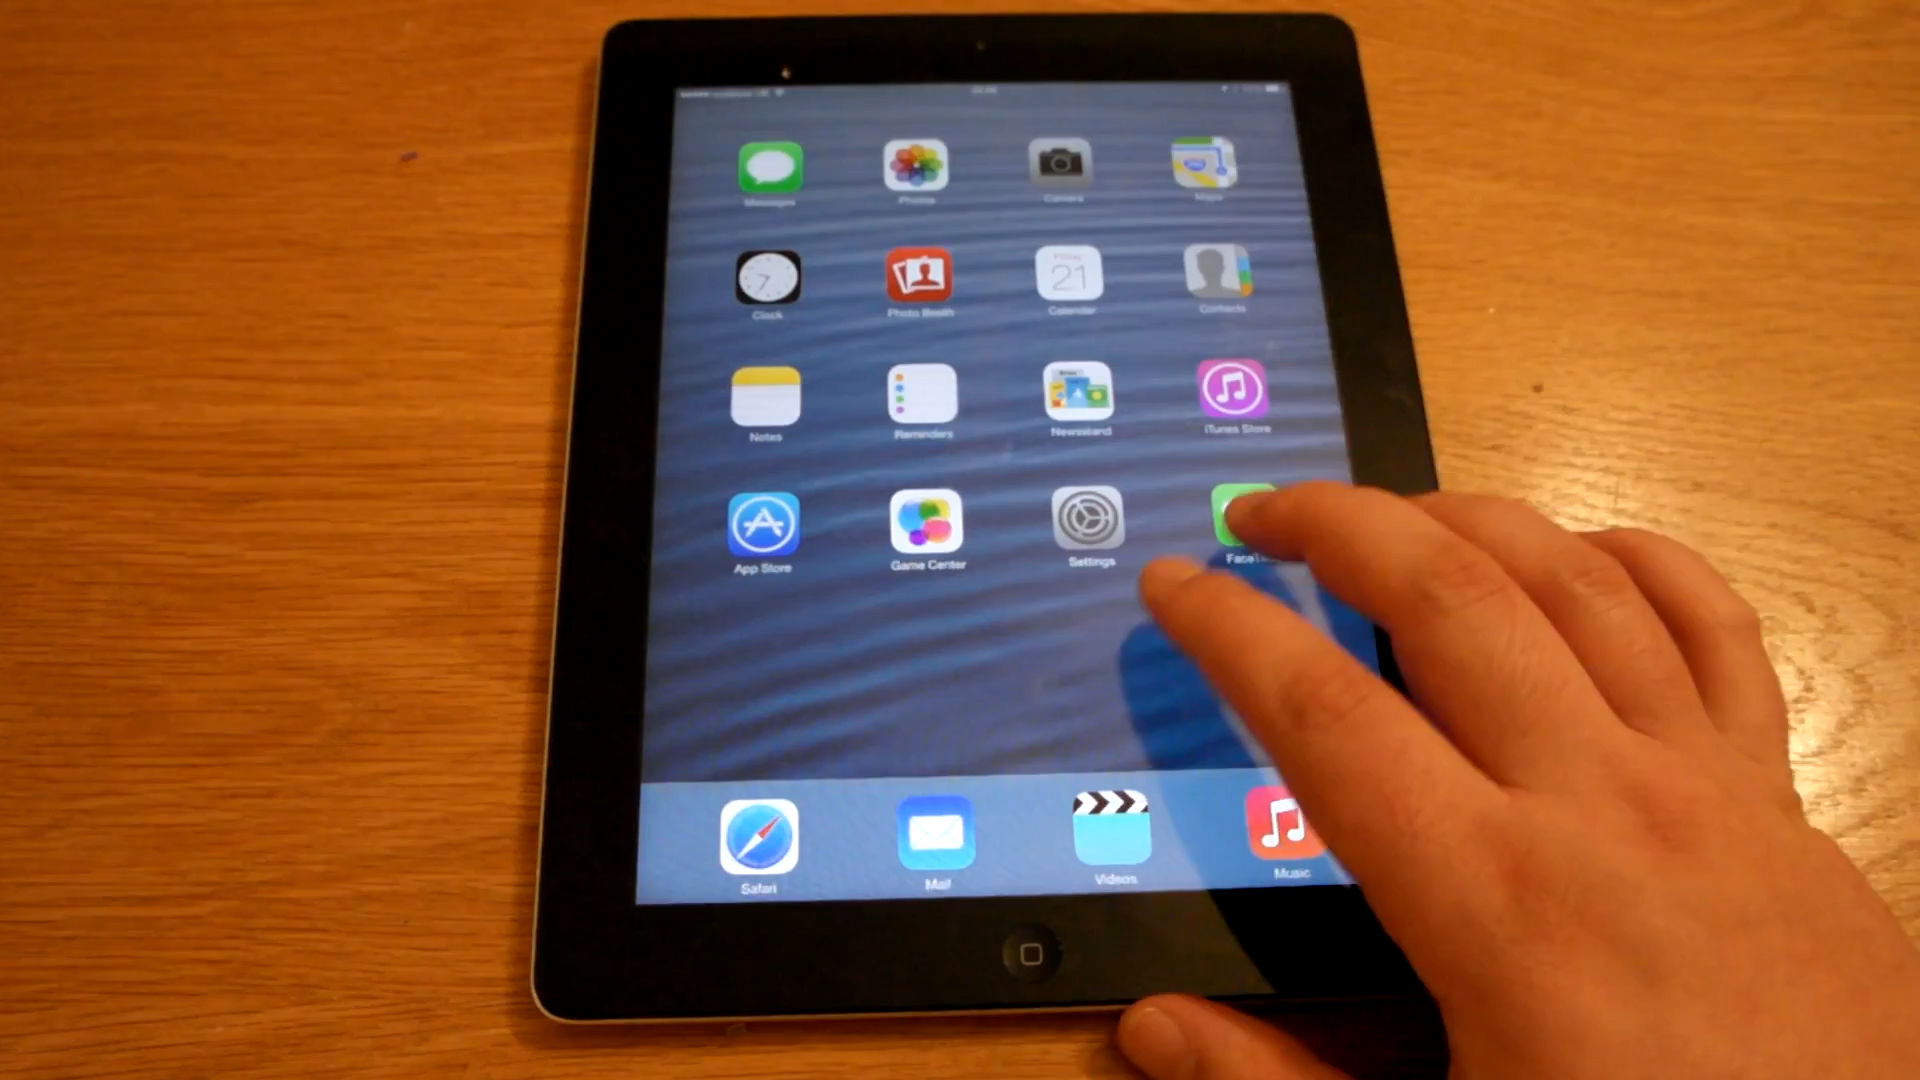 Messages
Photos
Camera
Maps
Clock
Photo Booth
21
Calendar
Contacts
Notes
Reminders
Newsstand
iTunes Store
App Store
Game Center
Settings
Safari
Mail
Videos
Music